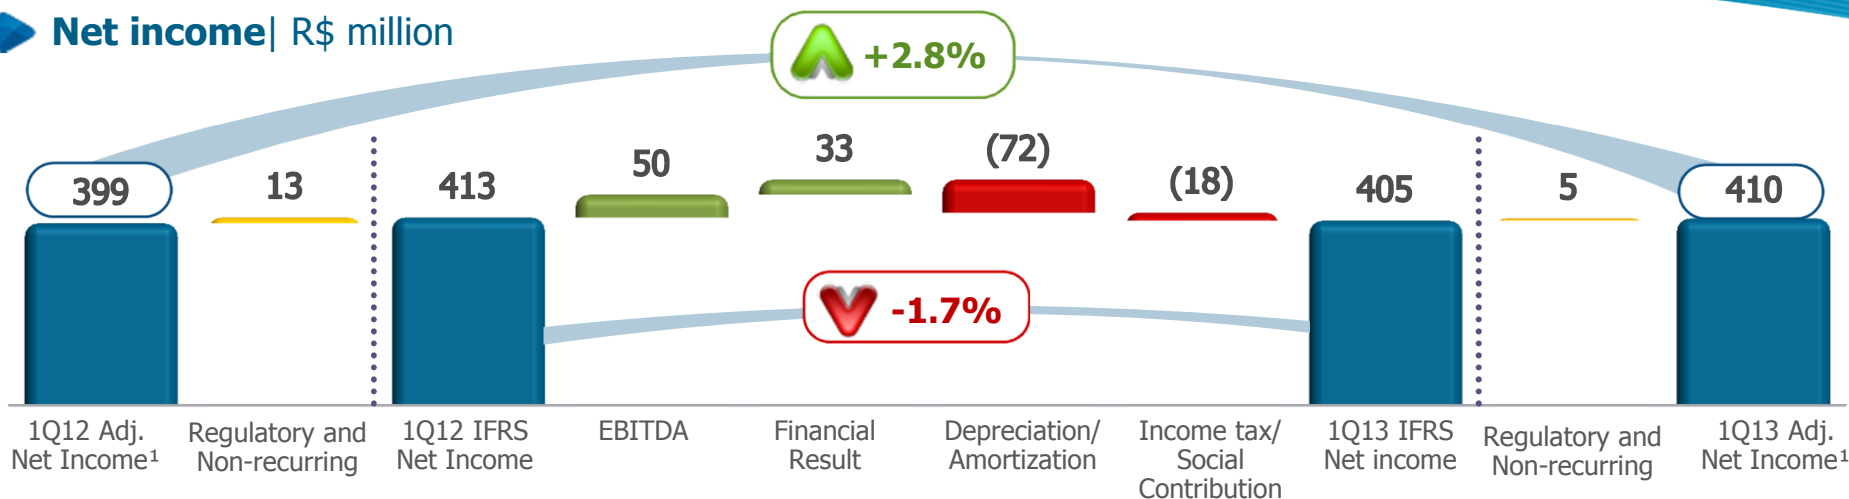 Net income| R$ million
+2.8%
399
13
413
50
33
(72)
(18)
405
5
410
-1.7%
1Q12 Adj.
Net Income¹
Regulatory and
Non-recurring
1Q12 IFRS
Net Income
EBITDA
Financial
Result
Depreciation/
Amortization
Income tax/
Social
Contribution
1Q13 IFRS
Net income
Regulatory and
Non-recurring
1Q13 Adj.
Net Income¹